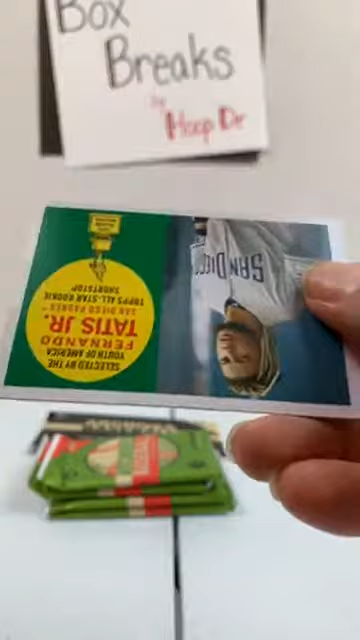 Box
Breaks
by
Hoop Dr
SELECTED BY THE
YOUTH OF AMERICA
FERNANDO
TATIS JR.
SAN DIEGO PADRES
TOPPS ALL-STAR ROOKIE
SHORTSTOP
SAN DIEGO